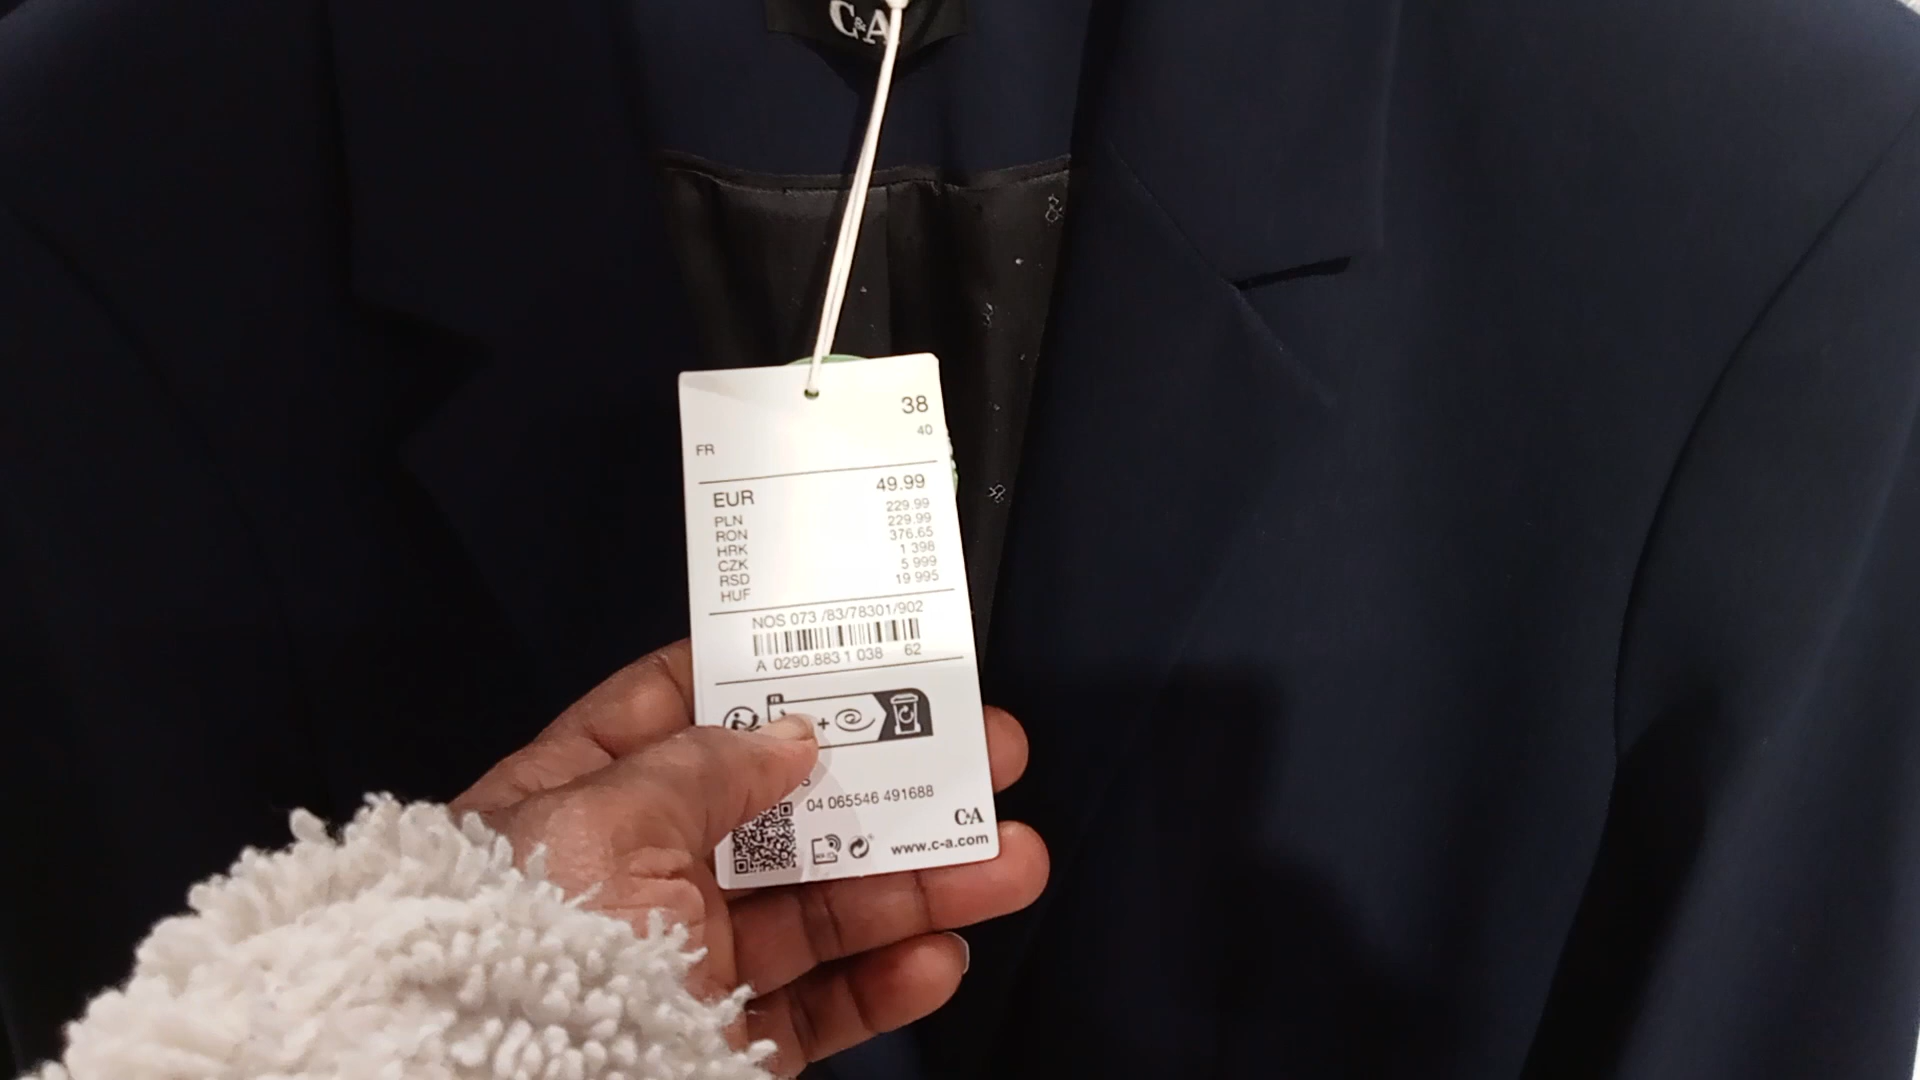 C&A
38
40
FR
EUR 49.99
PLN 229.99
RON 229.99
HRK 376.65
CZK 1 398
RSD 5 999
HUF 19 995
NOS 073 /83/78301/902
A 0290.883 1 038 62
FR
+
04 065546 491688
C&A
www.c-a.com